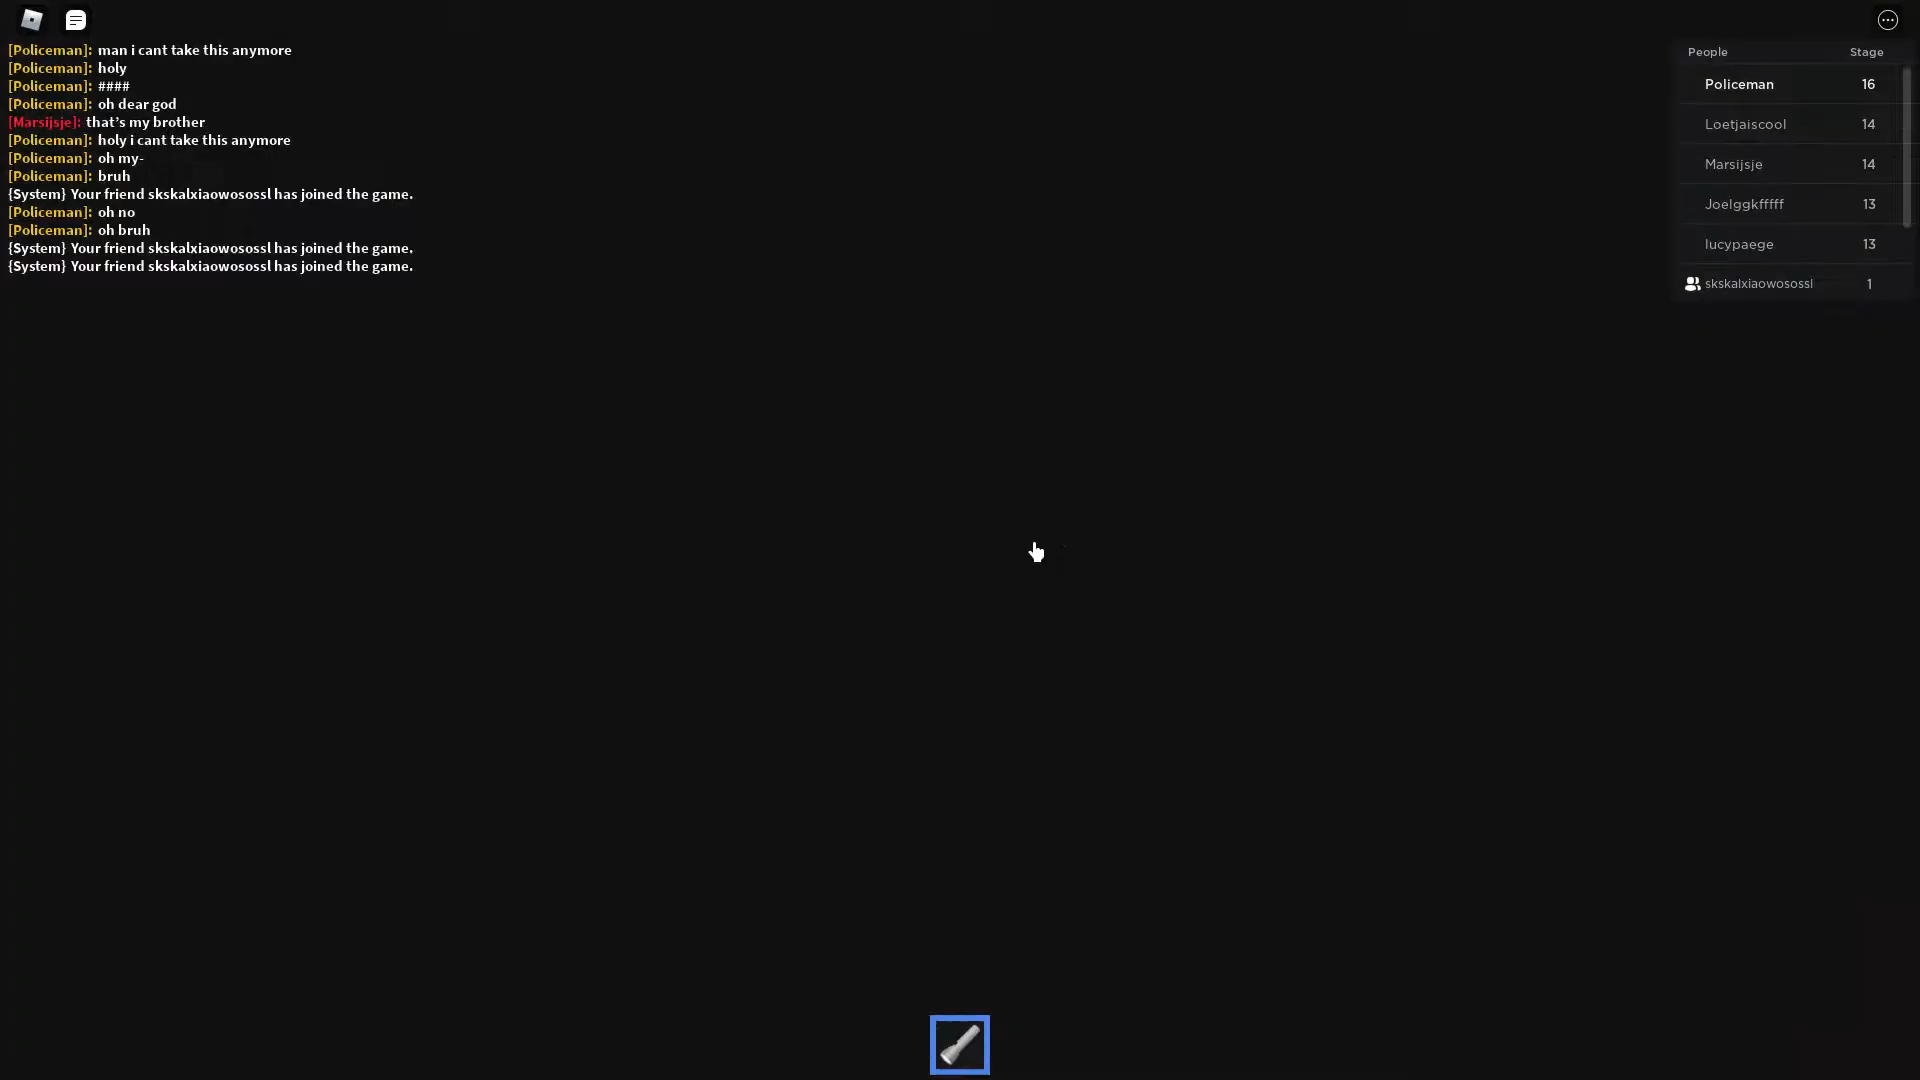 [Policeman]: man i cant take this anymore
[Policeman]: holy
[Policeman]: ####
[Policeman]: oh dear god
[Marsijsje]: that's my brother
[Policeman]: holy i cant take this anymore
[Policeman]: oh my-
[Policeman]: bruh
{System} Your friend skskalxiaowosossl has joined the game.
[Policeman]: oh no
[Policeman]: oh bruh
{System} Your friend skskalxiaowosossl has joined the game.
{System} Your friend skskalxiaowosossl has joined the game.
People Stage
Policeman 16
Loetjaiscool 14
Marsijsje 14
Joelggkfffff 13
lucypaege 13
skskalxiaowosossl 1